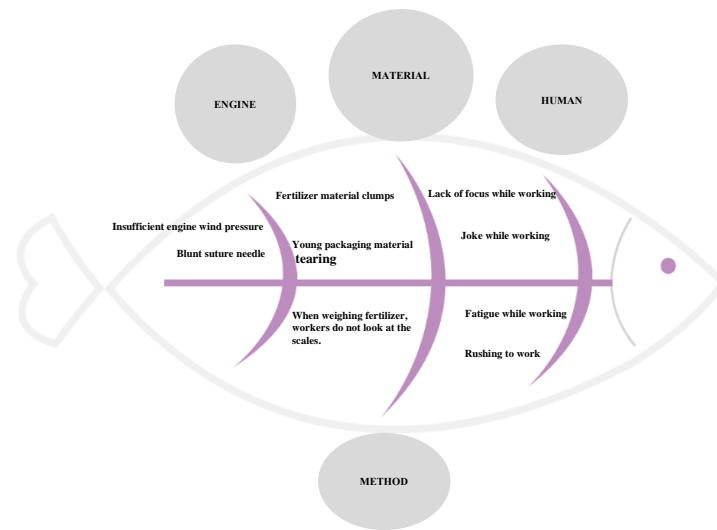 MATERIAL
ENGINE
HUMAN
Fertilizer material clumps
Lack of focus while working
Insufficient engine wind pressure
Joke while working
Young packaging material
tearing
Blunt suture needle
When weighing fertilizer,
workers do not look at the
scales.
Fatigue while working
Rushing to work
METHOD